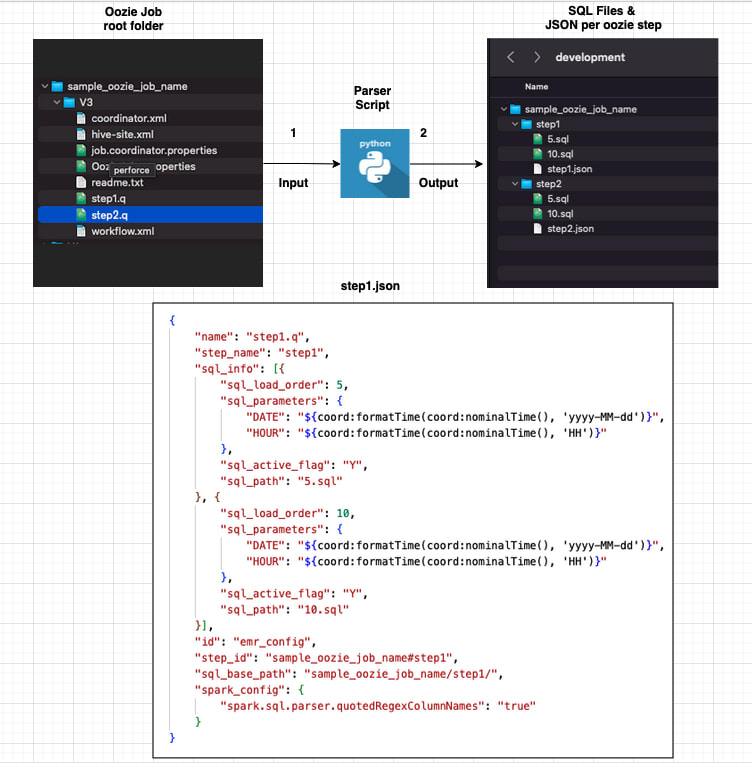 Oozie Job
root folder
SQL Files &
JSON per oozie step
sample_oozie_job_name
V3
coordinator.xml
hive-site.xml
job.coordinator.properties
Ooz perforce properties
readme.txt
step1.q
step2.q
workflow.xml
1
Input
Parser
Script
python
2
Output
development
Name
sample_oozie_job_name
step1
5.sql
10.sql
step1.json
step2
5.sql
10.sql
step2.json
step1.json
{
"name": "step1.q",
"step_name": "step1",
"sql_info": [{
"sql_load_order": 5,
"sql_parameters": {
"DATE": "${coord:formatTime(coord:nominalTime(), 'yyyy-MM-dd')}",
"HOUR": "${coord:formatTime(coord:nominalTime(), 'HH')}"
},
"sql_active_flag": "Y",
"sql_path": "5.sql"
}, {
"sql_load_order": 10,
"sql_parameters": {
"DATE": "${coord:formatTime(coord:nominalTime(), 'yyyy-MM-dd')}",
"HOUR": "${coord:formatTime(coord:nominalTime(), 'HH')}"
},
"sql_active_flag": "Y",
"sql_path": "10.sql"
}],
"id": "emr_config",
"step_id": "sample_oozie_job_name#step1",
"sql_base_path": "sample_oozie_job_name/step1/",
"spark_config": {
"spark.sql.parser.quotedRegexColumnNames": "true"
}
}